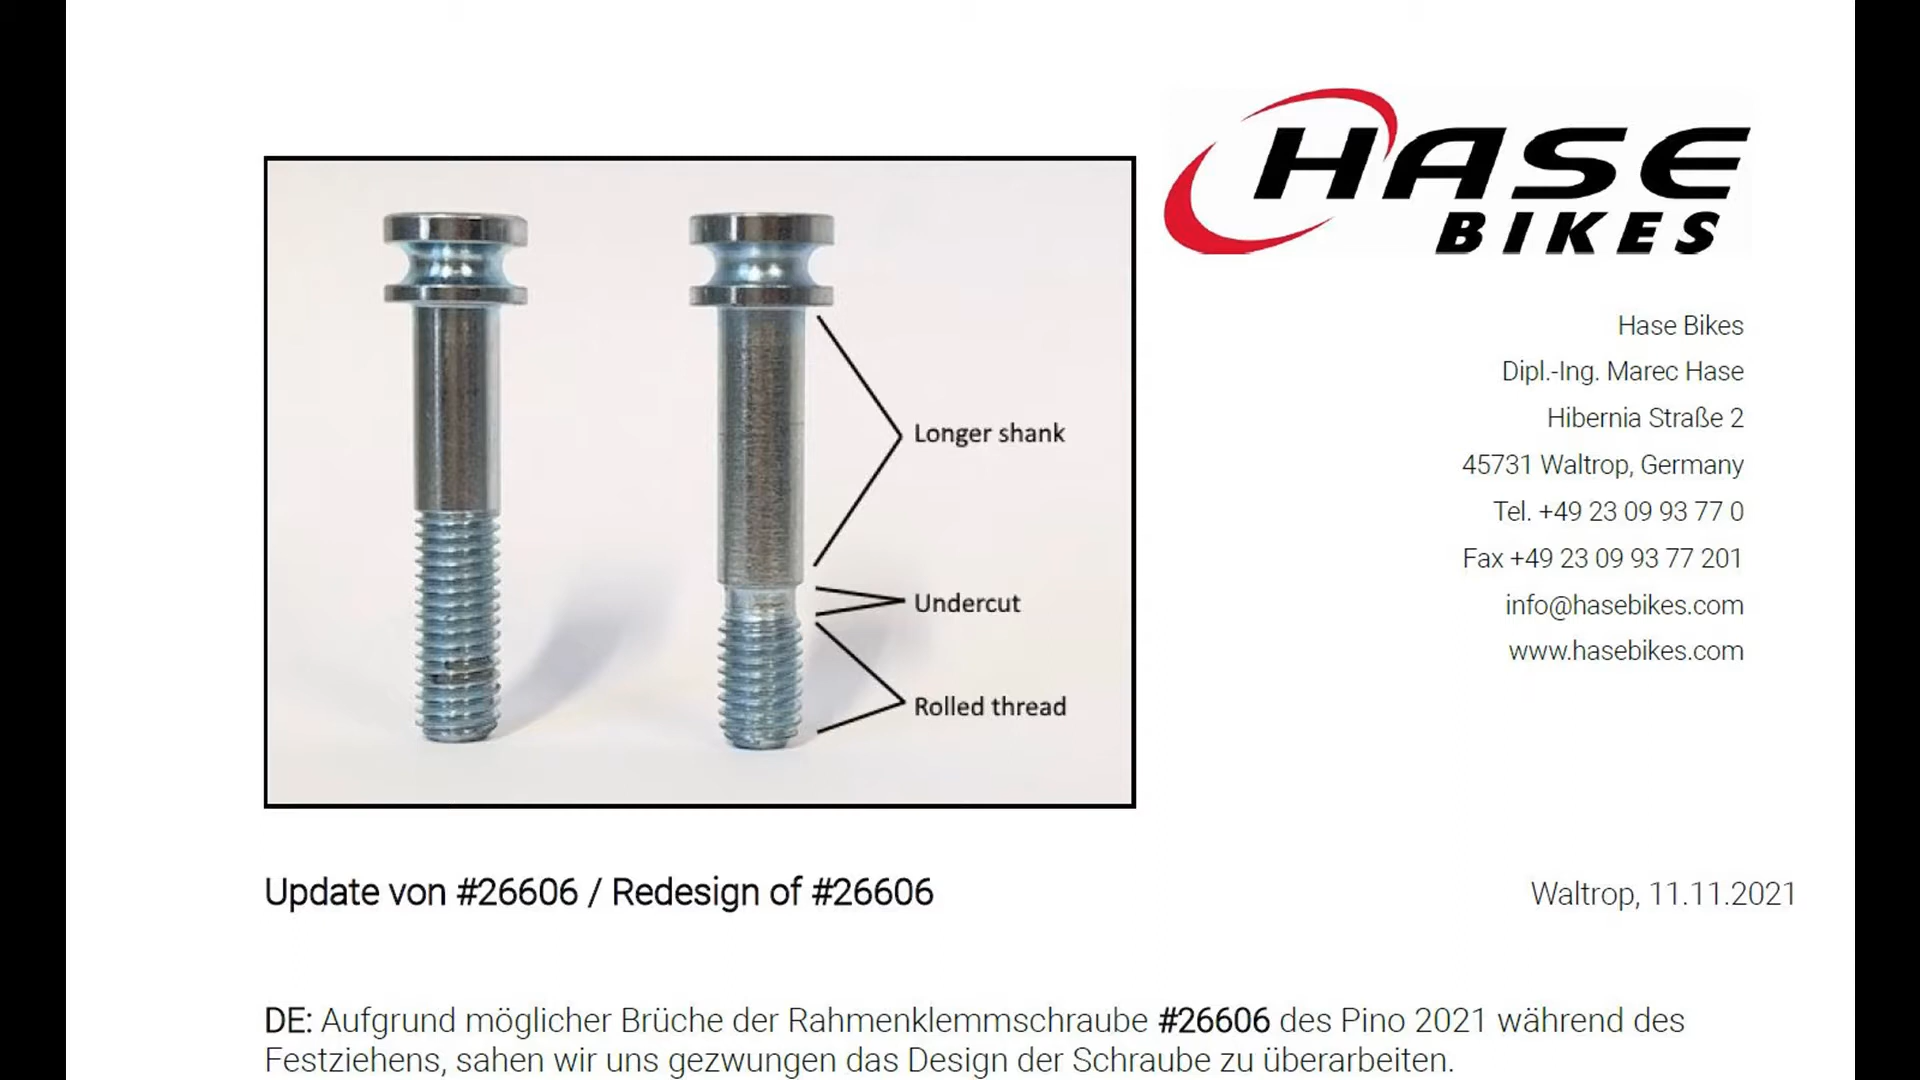 HASE
BIKES
Hase Bikes
Dipl.-Ing. Marec Hase
Hibernia Straße 2
45731 Waltrop, Germany
Tel. +49 23 09 93 77 0
Fax +49 23 09 93 77 201
info@hasebikes.com
www.hasebikes.com
Longer shank
Undercut
Rolled thread
Update von #26606 / Redesign of #26606
Waltrop, 11.11.2021
DE: Aufgrund möglicher Brüche der Rahmenklemmschraube #26606 des Pino 2021 während des
Festziehens, sahen wir uns gezwungen das Design der Schraube zu überarbeiten.